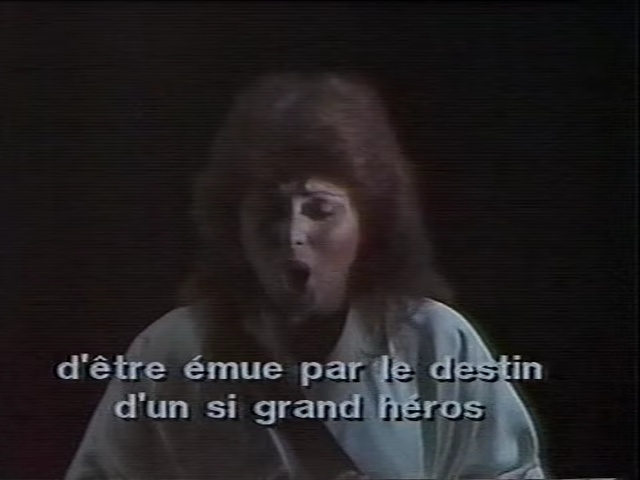 d'être émue par le destin
d'un si grand héros